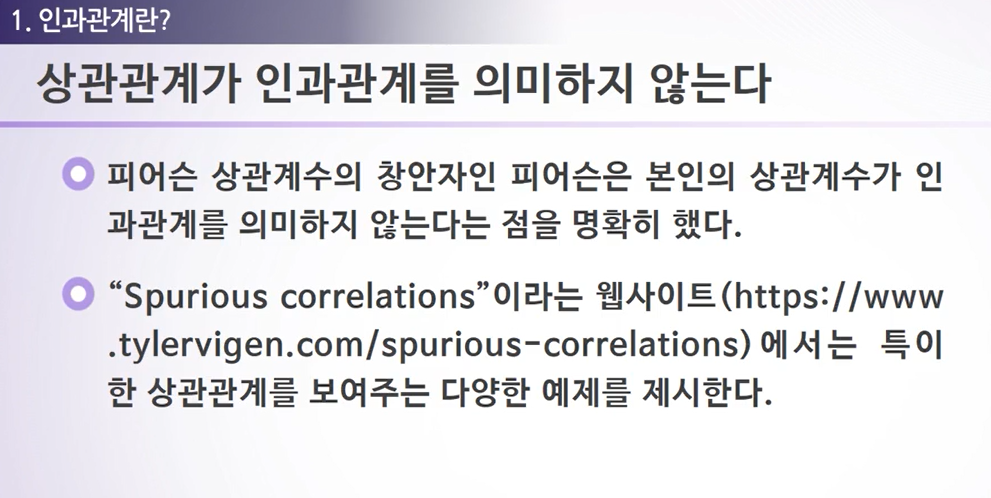 1. 인과관계란?
상관관계가 인과관계를 의미하지 않는다
피어슨 상관계수의 창안자인 피어슨은 본인의 상관계수가 인
과관계를 의미하지 않는다는 점을 명확히 했다.
“Spurious correlations”이라는 웹사이트(https://www
.tylervigen.com/spurious-correlations)에서는 특이
한 상관관계를 보여주는 다양한 예제를 제시한다.